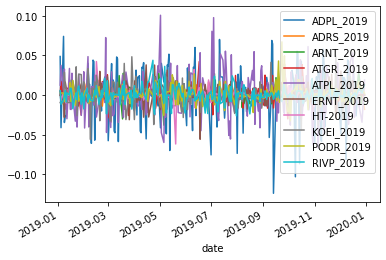 0.10
0.05
0.00
−0.05
−0.10
2019-01
2019-03
2019-05
2019-07
2019-09
2019-11
2020-01
date
ADPL_2019
ADRS_2019
ARNT_2019
ATGR_2019
ATPL_2019
ERNT_2019
HT-2019
KOEI_2019
PODR_2019
RIVP_2019